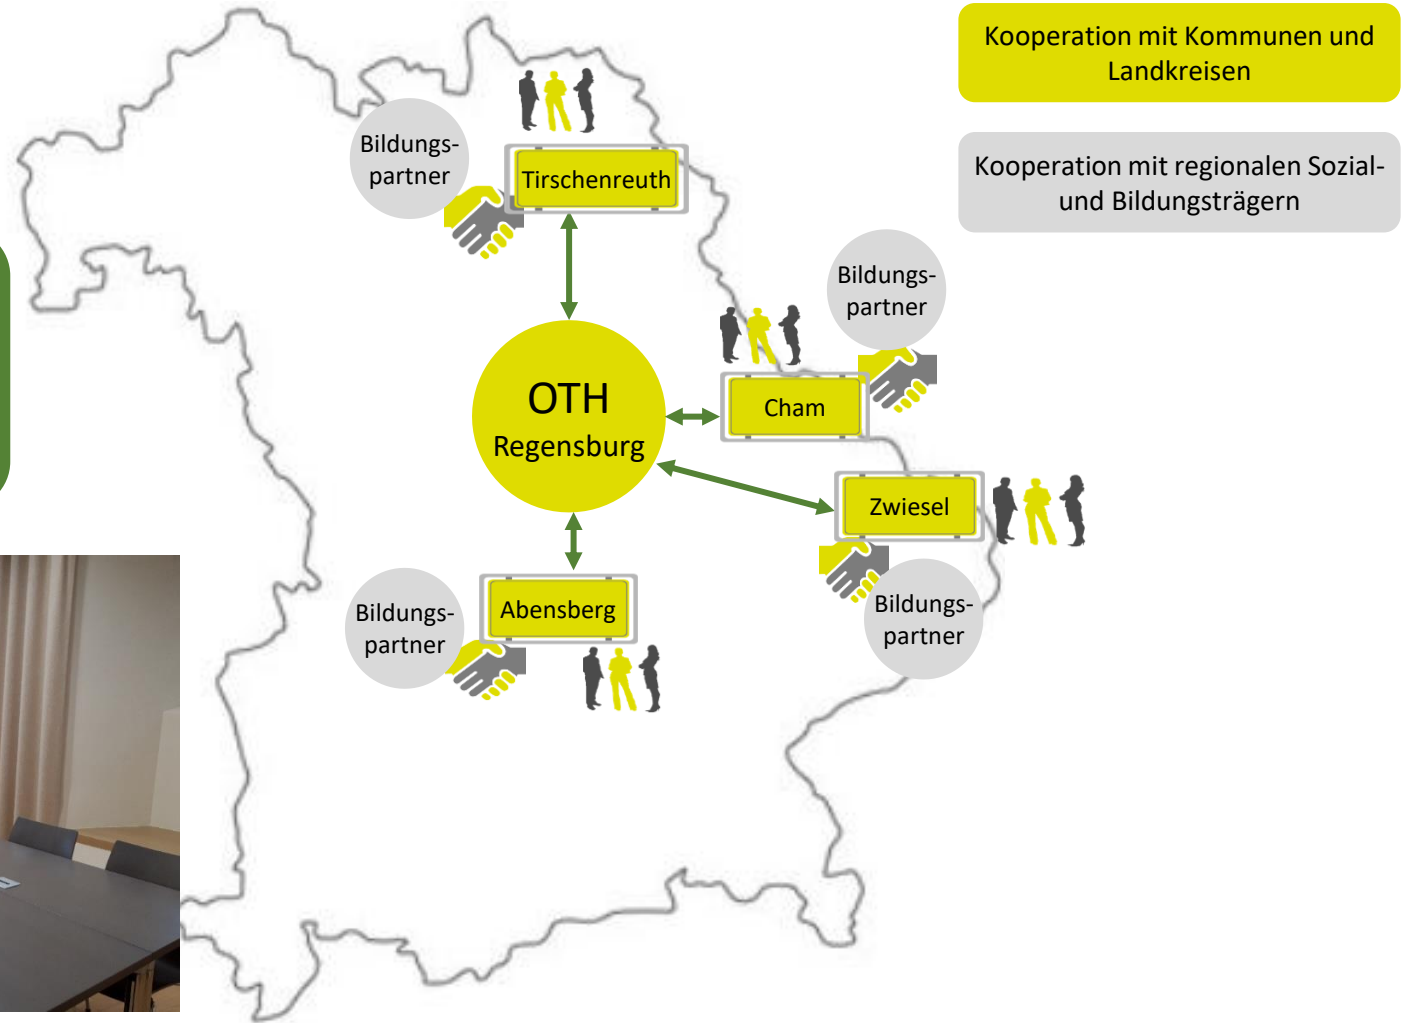 Kooperation mit Kommunen und
Landkreisen
Kooperation mit regionalen Sozial-
und Bildungsträgern
Bildungs-
partner
Tirschenreuth
Bildungs-
partner
OTH
Regensburg
Cham
Zwiesel
Bildungs-
partner
Abensberg
Bildungs-
partner